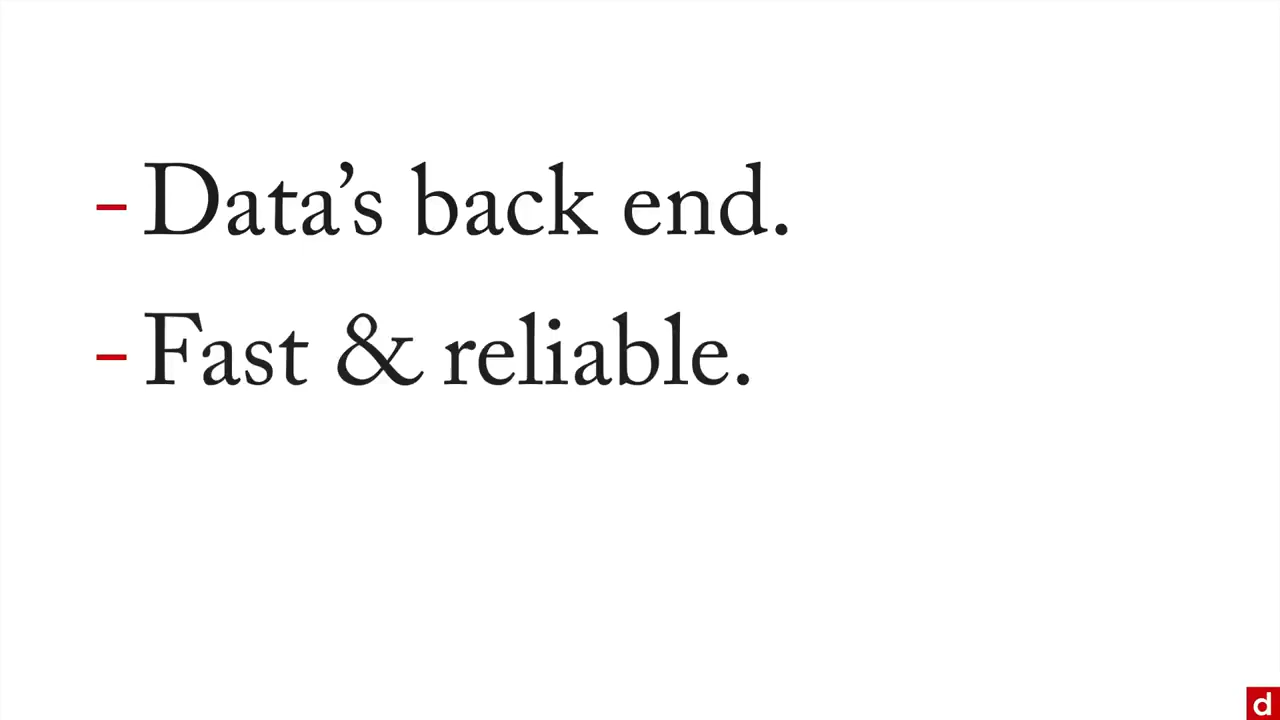 – Data’s back end.
– Fast & reliable.
d